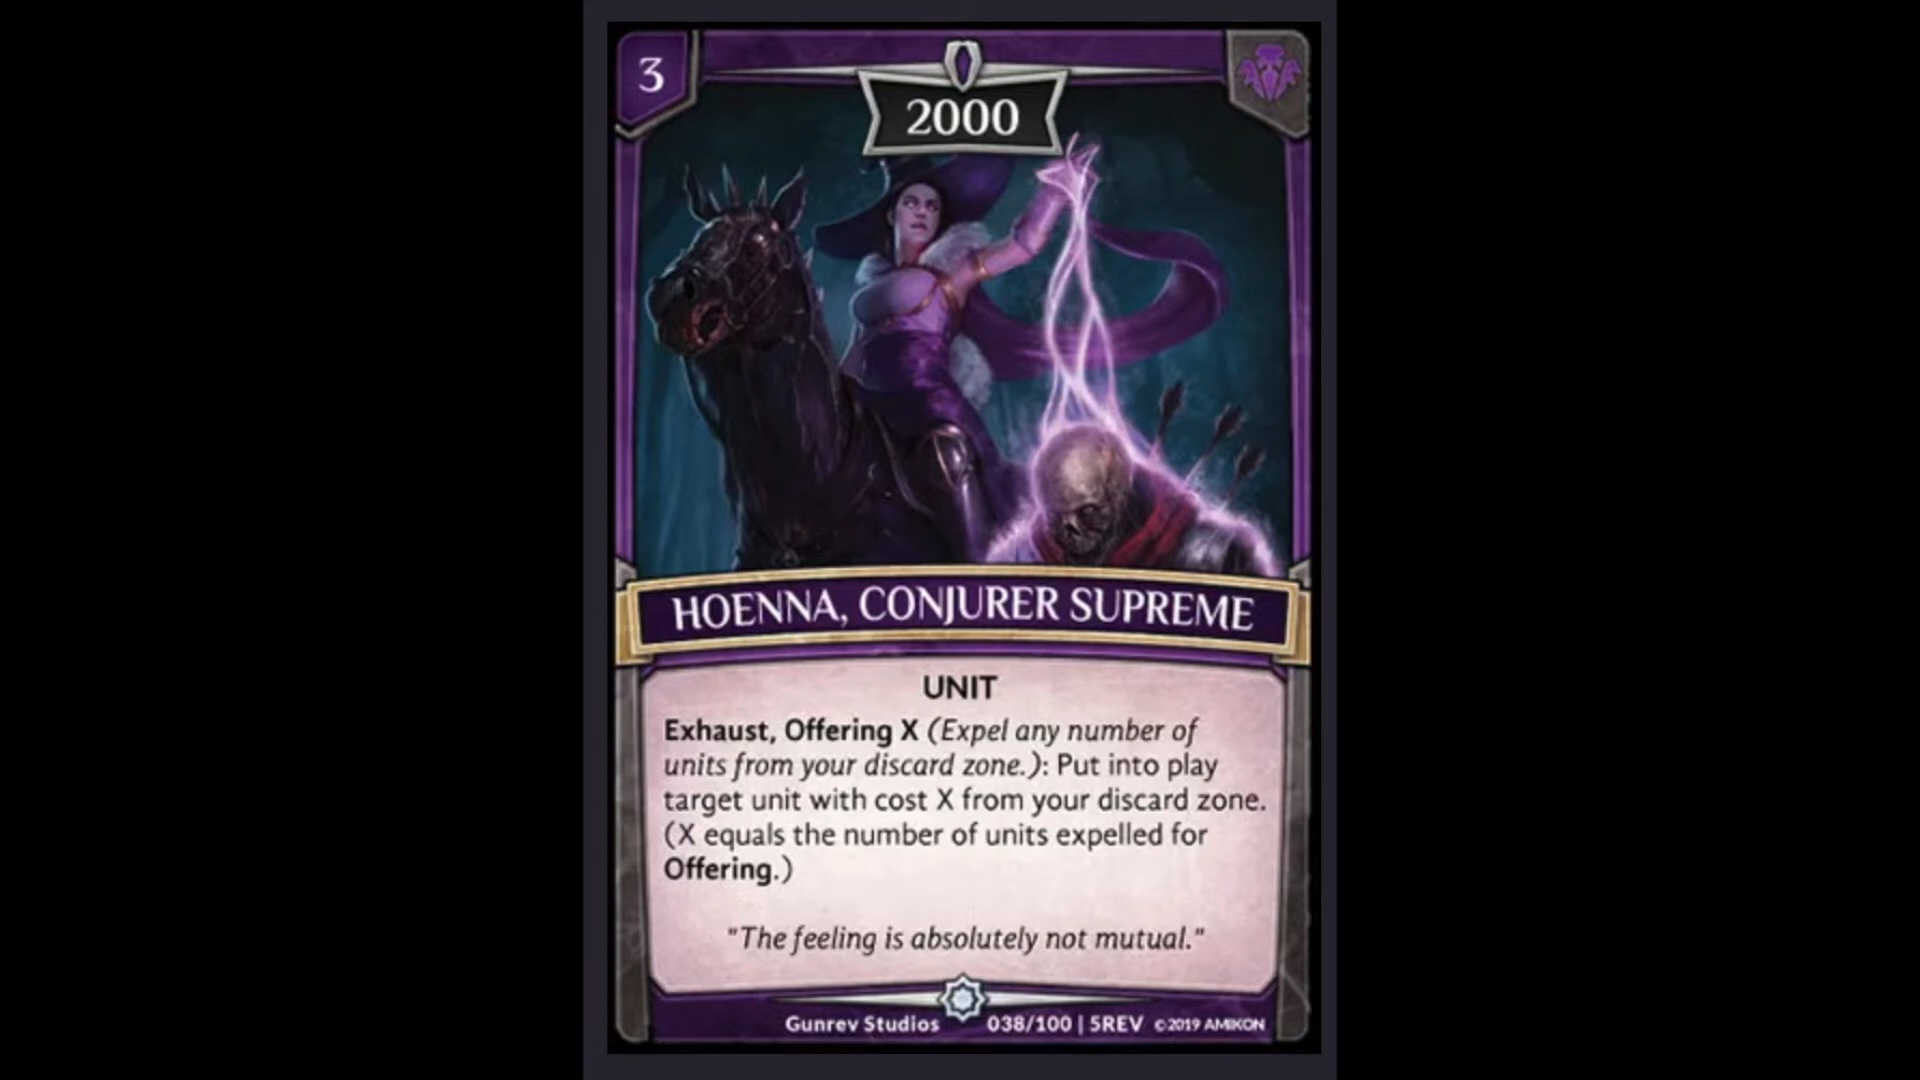 3
2000
HOENNA, CONJURER SUPREME
UNIT
Exhaust, Offering X (Expel any number of
units from your discard zone.): Put into play
target unit with cost X from your discard zone.
(X equals the number of units expelled for
Offering.)
"The feeling is absolutely not mutual."
Gunrev Studios 038/100 | 5REV ©2019 AMIKON